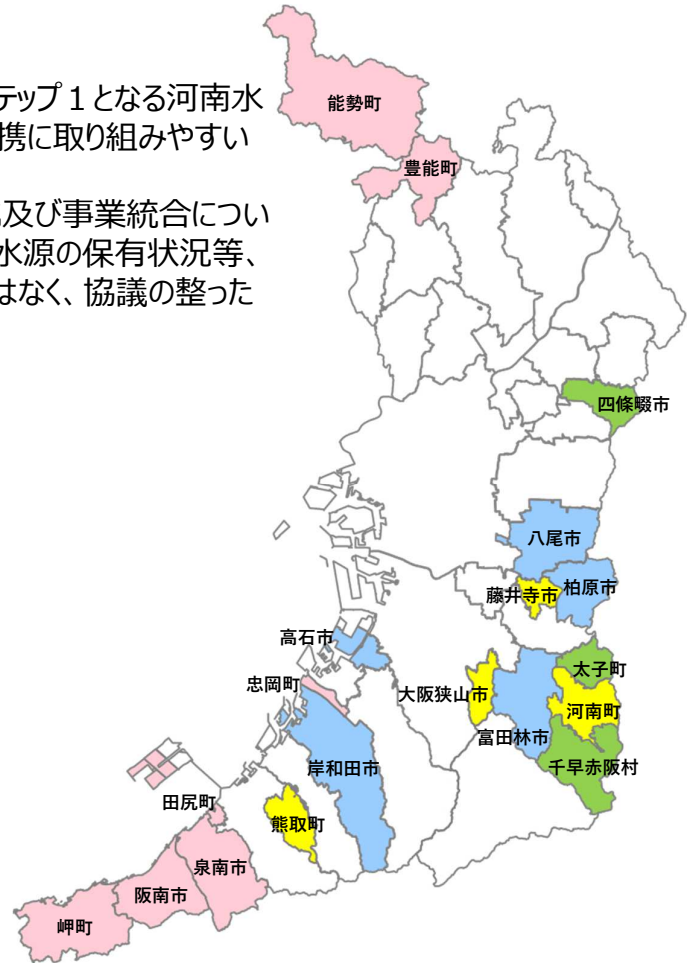 テップ１となる河南水
携に取り組みやすい
及び事業統合につい
水源の保有状況等、
はなく、協議の整った
能勢町
豊能町
四條畷市
八尾市
藤井寺市
柏原市
高石市
太子町
忠岡町
大阪狭山市
河南町
富田林市
岸和田市
千早赤阪村
田尻町
熊取町
泉南市
阪南市
岬町